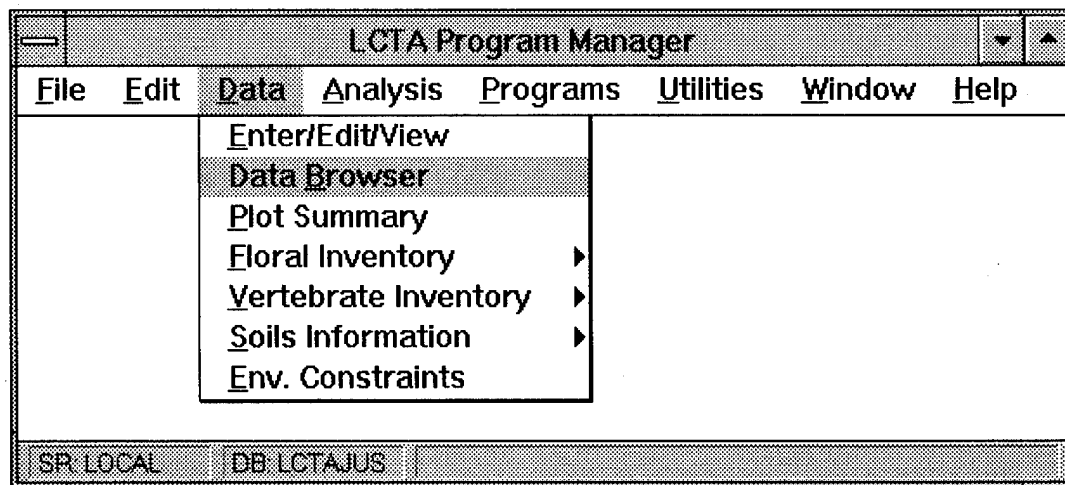 LCTA Program Manager
File Edit Data Analysis Programs Utilities Window Help
Enter/Edit/View
Data Browser
Plot Summary
Floral Inventory
Vertebrate Inventory
Soils Information
Env. Constraints
SR: LOCAL DB: LCTAJUS